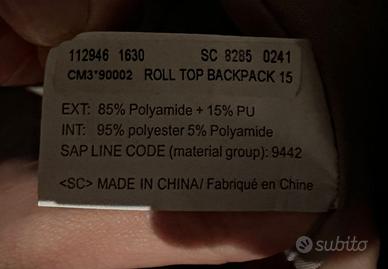 112946 1630 SC 8285 0241
CM3*90002 ROLL TOP BACKPACK 15
EXT: 85% Polyamide + 15% PU
INT: 95% polyester 5% Polyamide
SAP LINE CODE (material group): 9442
<SC> MADE IN CHINA/ Fabriqué en Chine
subito